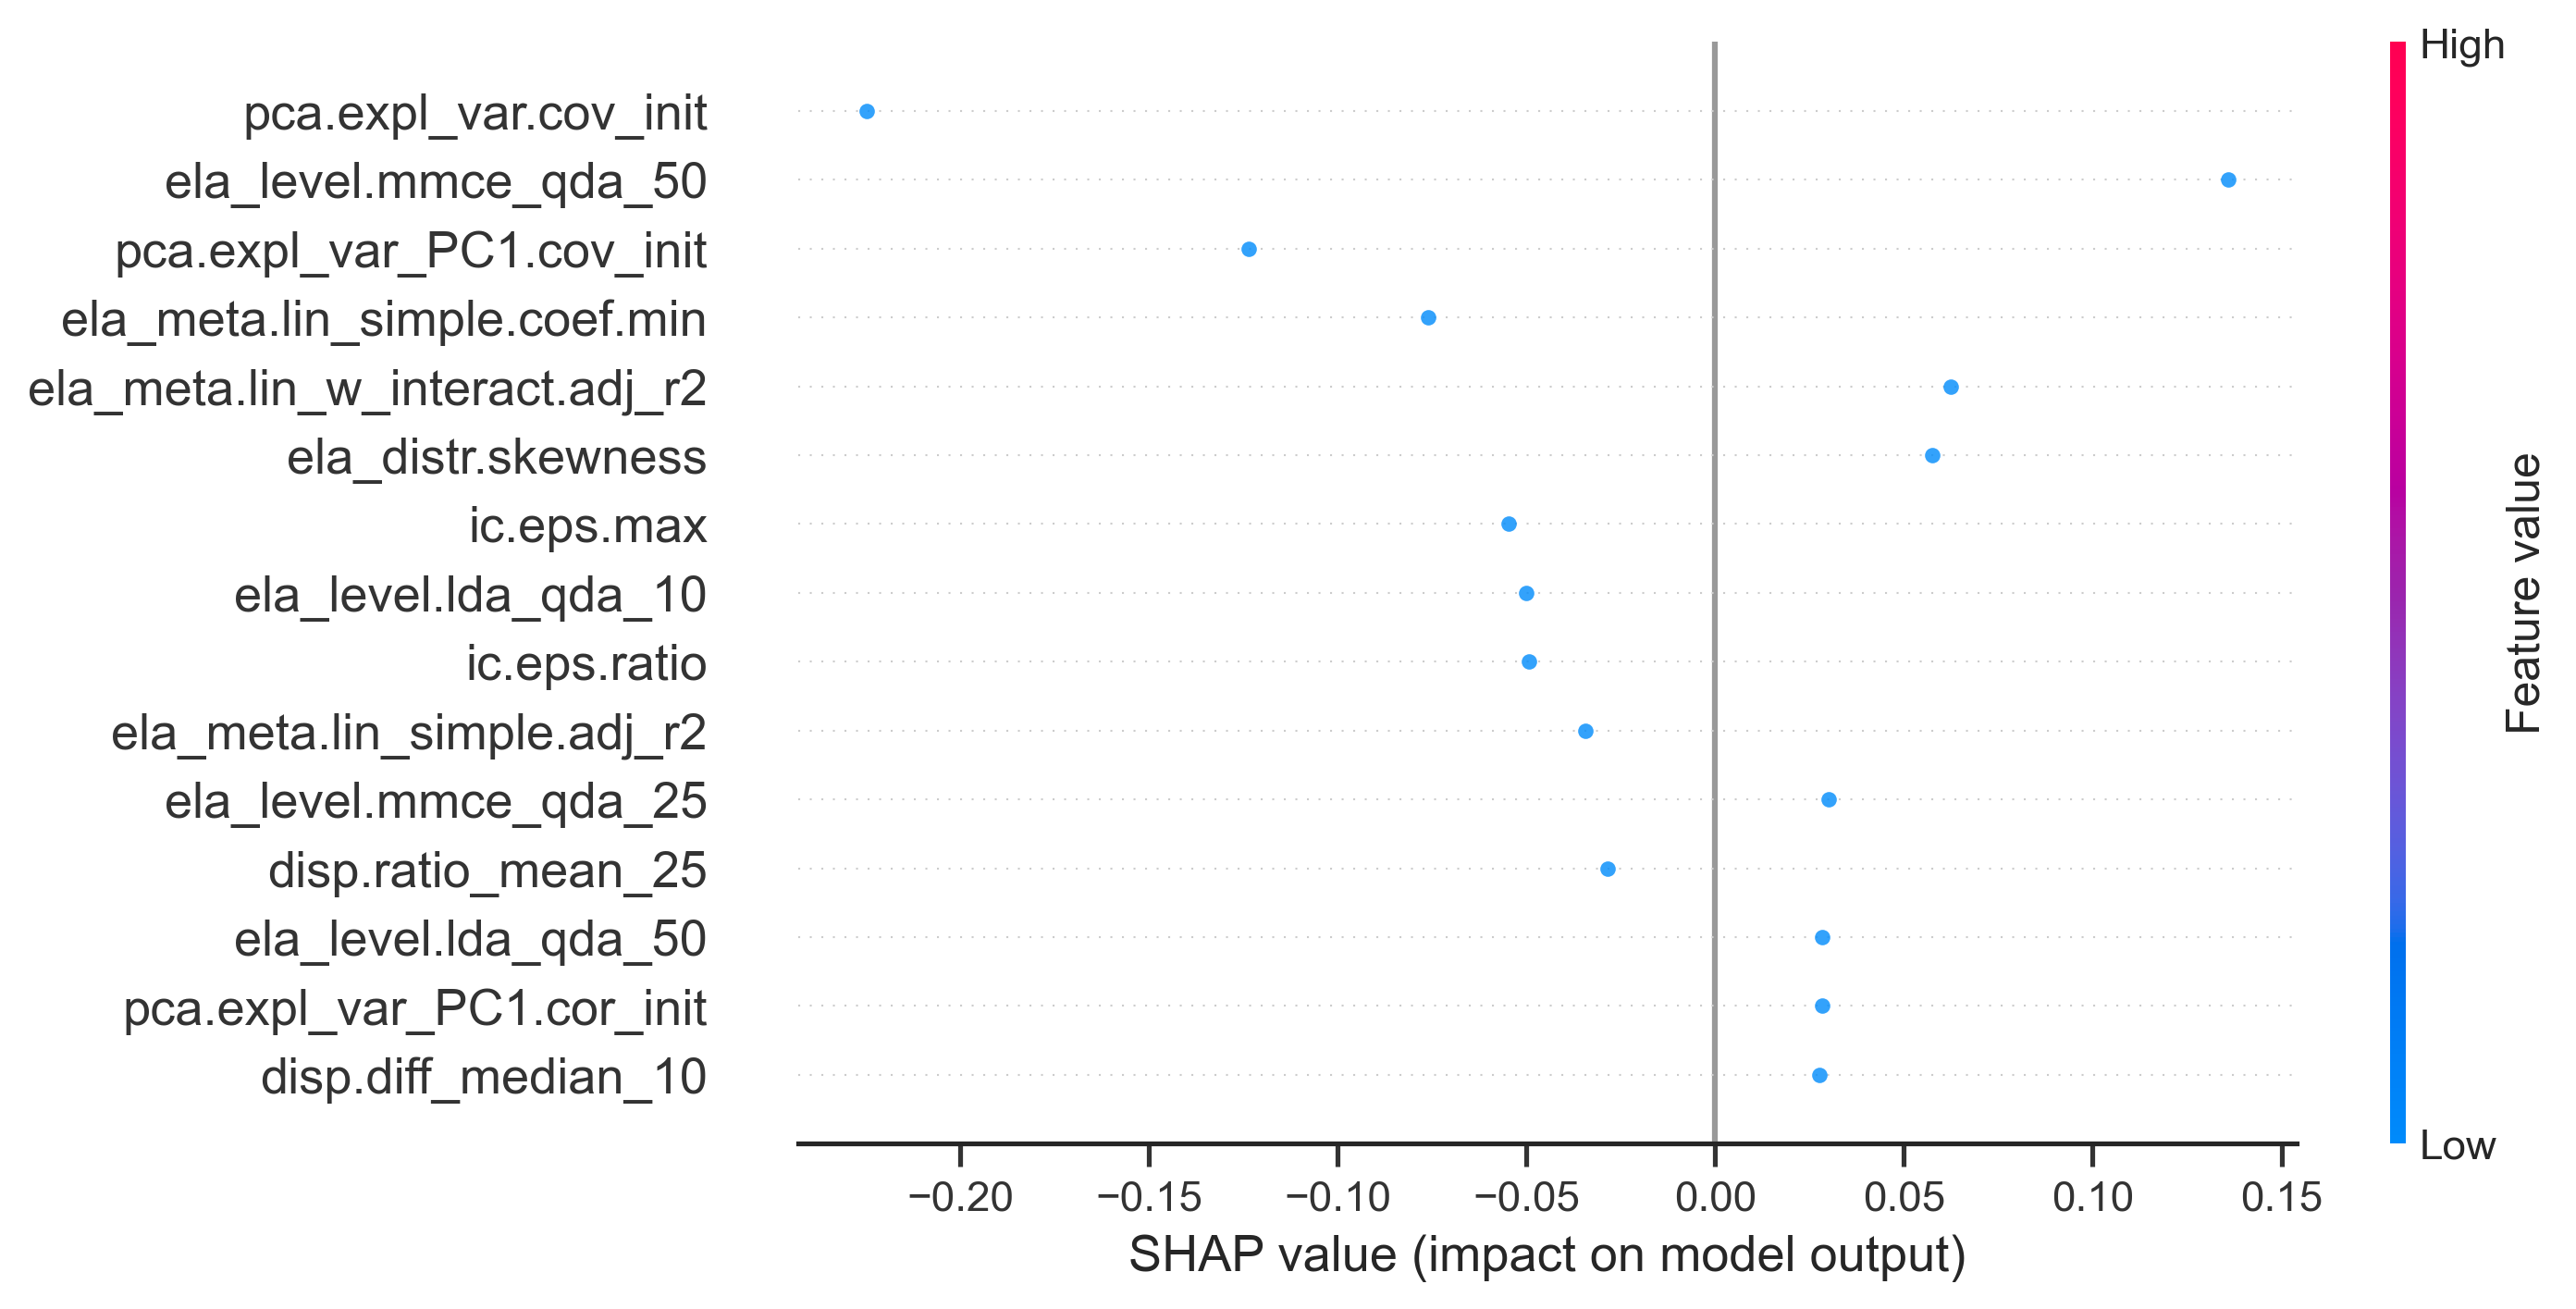 High
pca.expl_var.cov_init
ela_level.mmce_qda_50
pca.expl_var_PC1.cov_init
ela_meta.lin_simple.coef.min
ela_meta.lin_w_interact.adj_r2
ela_distr.skewness
ic.eps.max
ela_level.lda_qda_10
ic.eps.ratio
ela_meta.lin_simple.adj_r2
ela_level.mmce_qda_25
disp.ratio_mean_25
ela_level.lda_qda_50
pca.expl_var_PC1.cor_init
disp.diff_median_10
Feature value
Low
−0.20 −0.15 −0.10 −0.05 0.00 0.05 0.10 0.15
SHAP value (impact on model output)